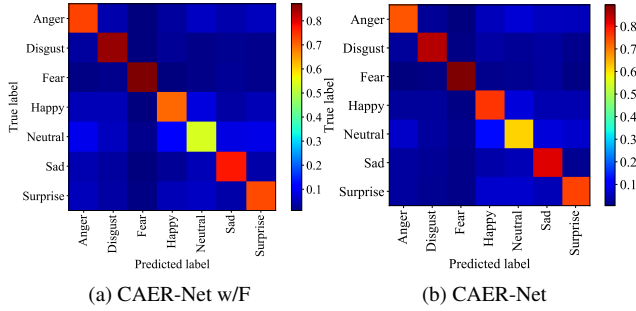 Anger
Disgust
Fear
Happy
Neutral
Sad
Surprise
True label
Anger
Disgust
Fear
Happy
Neutral
Sad
Surprise
Predicted label
0.8
0.7
0.6
0.5
0.4
0.3
0.2
0.1
(a) CAER-Net w/F
Anger
Disgust
Fear
Happy
Neutral
Sad
Surprise
True label
Anger
Disgust
Fear
Happy
Neutral
Sad
Surprise
Predicted label
0.8
0.7
0.6
0.5
0.4
0.3
0.2
0.1
(b) CAER-Net